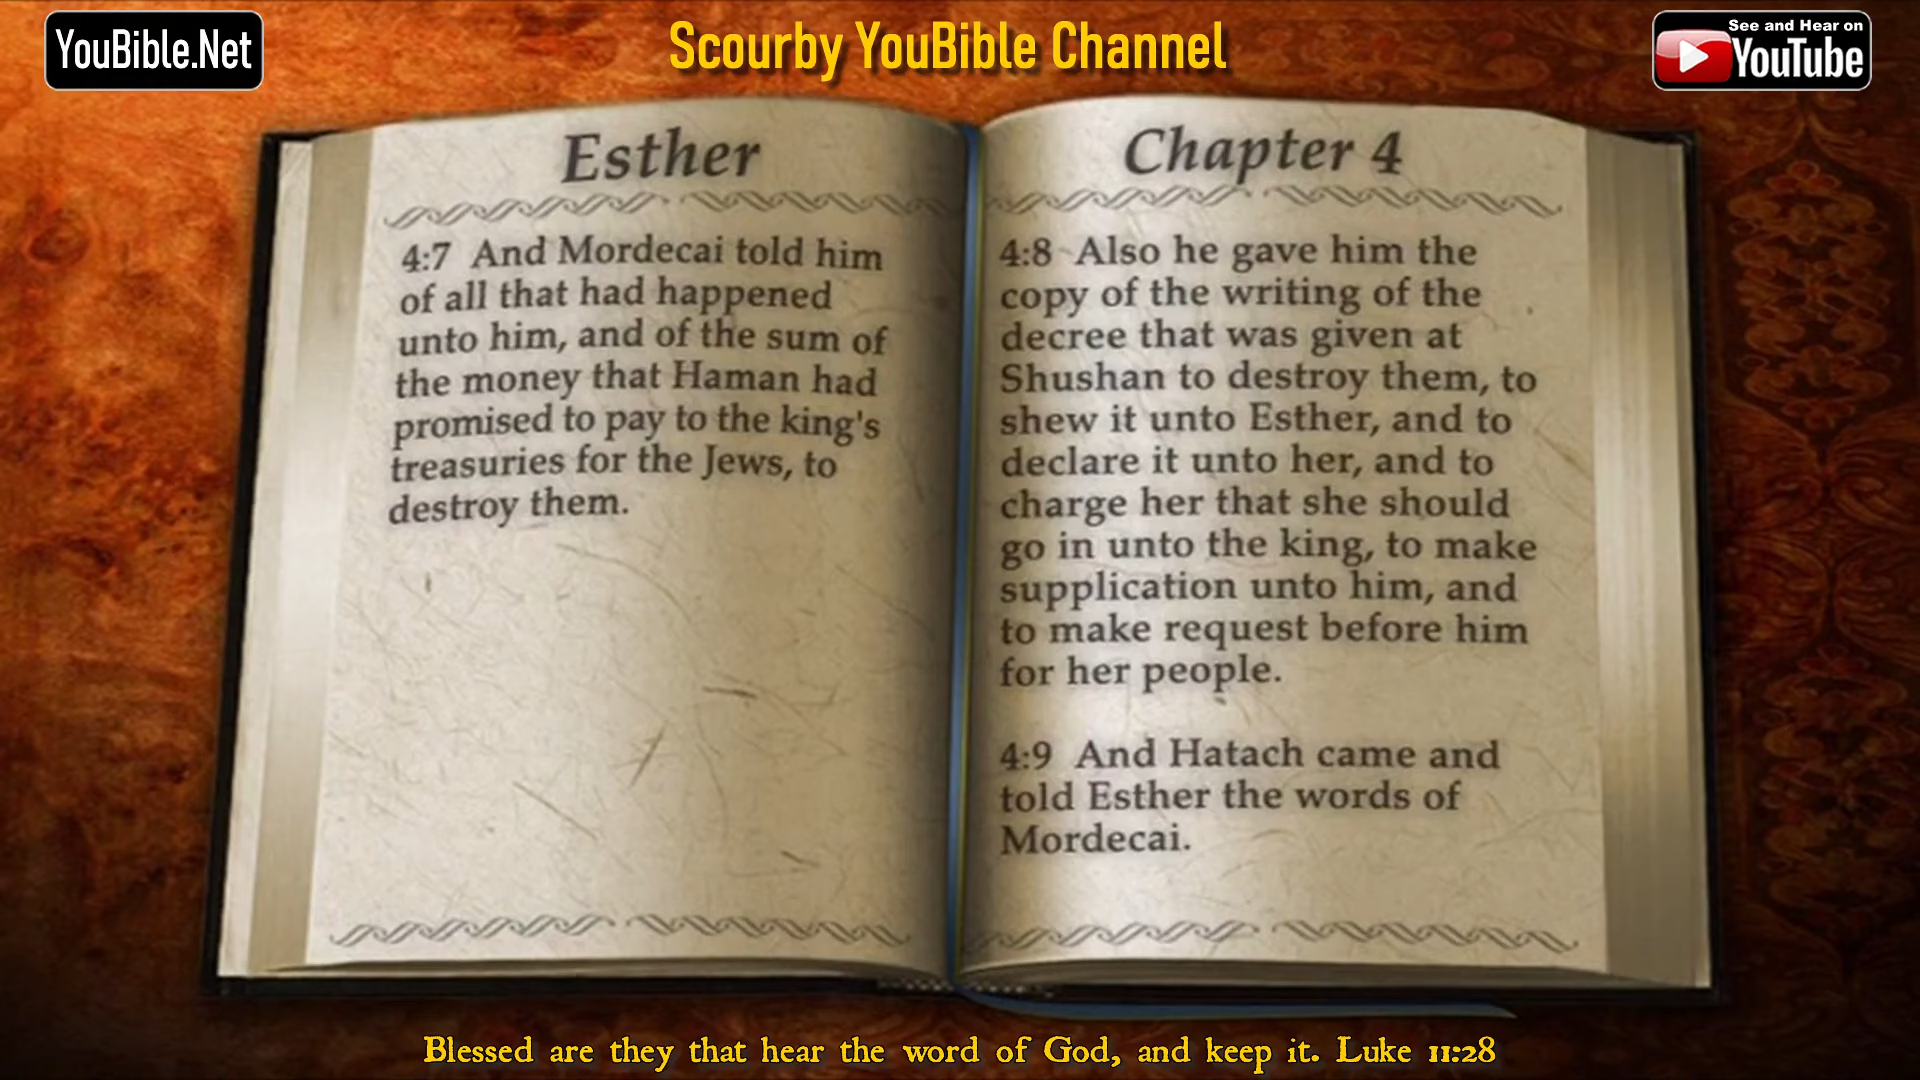 YouBible.Net
Scourby YouBible Channel
See and Hear on
YouTube
Esther
4:7 And Mordecai told him
of all that had happened
unto him, and of the sum of
the money that Haman had
promised to pay to the king's
treasuries for the Jews, to
destroy them.
Chapter 4
4:8 Also he gave him the
copy of the writing of the
decree that was given at
Shushan to destroy them, to
shew it unto Esther, and to
declare it unto her, and to
charge her that she should
go in unto the king, to make
supplication unto him, and
to make request before him
for her people.
4:9 And Hatach came and
told Esther the words of
Mordecai.
Blessed are they that hear the word of God, and keep it. Luke 11:28